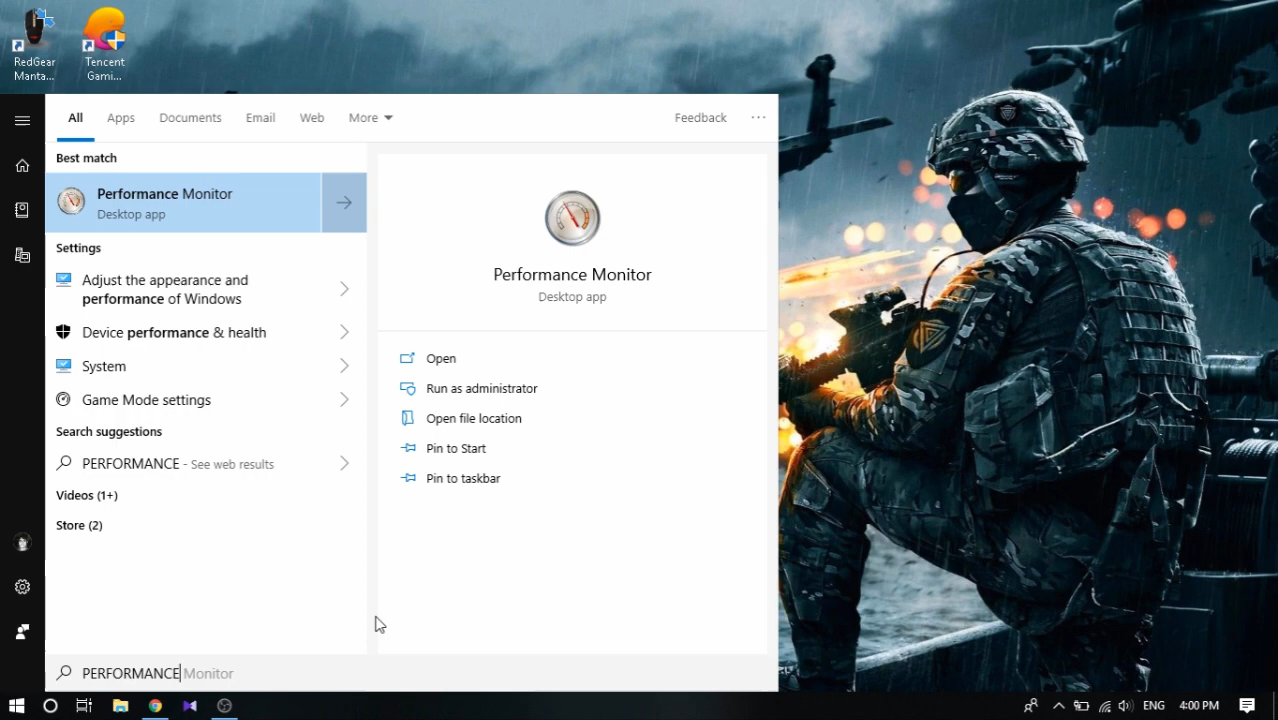 RedGear
Manta...
Tencent
Gami...
All
Apps
Documents
Email
Web
More
Feedback
...
Best match
Performance Monitor
Desktop app
Settings
Adjust the appearance and
performance of Windows
Device performance & health
System
Game Mode settings
Search suggestions
PERFORMANCE - See web results
Videos (1+)
Store (2)
Performance Monitor
Desktop app
Open
Run as administrator
Open file location
Pin to Start
Pin to taskbar
PERFORMANCE Monitor
ENG
4:00 PM